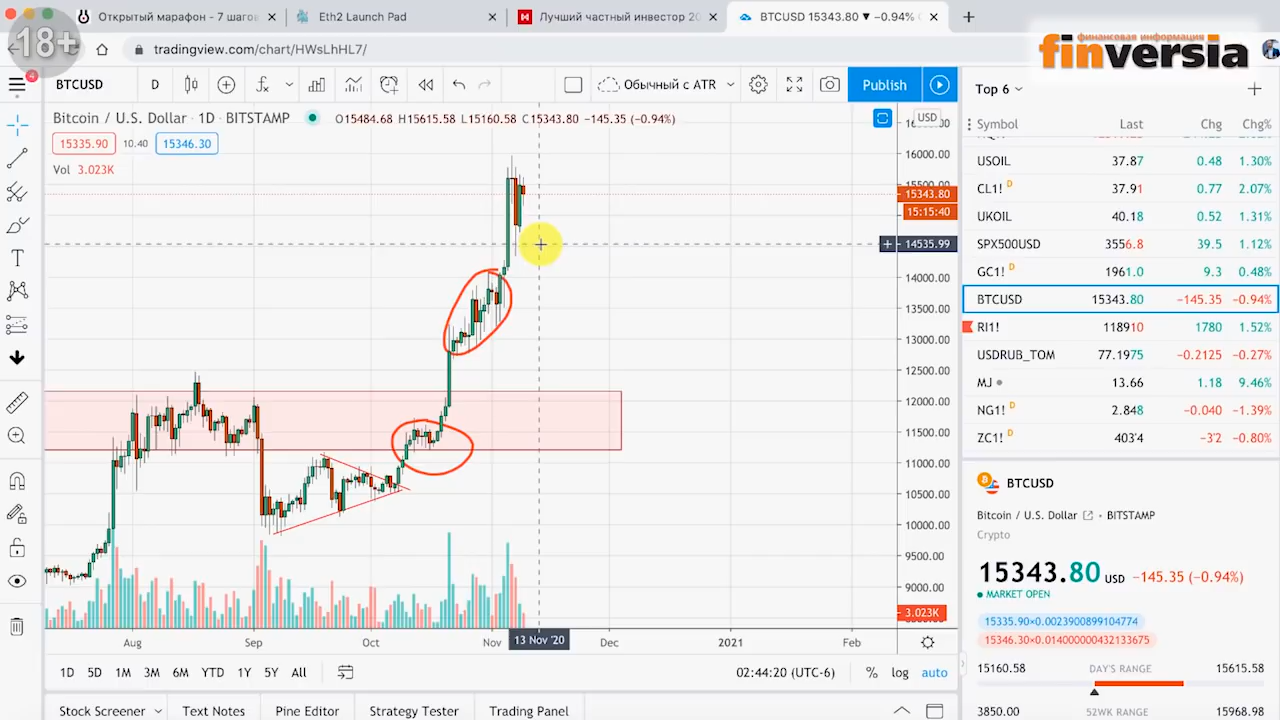 Открытый марафон - 7 шагов
Eth2 Launch Pad
Лучший частный инвестор 20
BTCUSD 15343.80 ▼ −0.94%
18+
tradingview.com/chart/HWsLhHL7/
финансовая информация
finversia
4
BTCUSD
D
Обычный с ATR
Publish
Top 6
Bitcoin / U.S. Dollar 1D BITSTAMP
O15484.68 H15615.58 L15160.58 C15343.80 −145.35 (−0.94%)
USD
15335.90
10.40
15346.30
Vol 3.023K
16000.00
15500.00
15343.80
15:15:40
14535.99
14000.00
13500.00
13000.00
12500.00
12000.00
11500.00
11000.00
10500.00
10000.00
9500.00
9000.00
3.023K
Aug
Sep
Oct
Nov
13 Nov '20
Dec
2021
Feb
1D 5D 1M 3M 6M YTD 1Y 5Y All
02:44:20 (UTC-6)
% log auto
Stock Screener
Text Notes
Pine Editor
Strategy Tester
Trading Panel
Symbol Last Chg Chg%
USOIL 37.87 0.48 1.30%
CL1! D 37.91 0.77 2.07%
UKOIL 40.18 0.52 1.31%
SPX500USD 3556.8 39.5 1.12%
GC1! D 1961.0 9.3 0.48%
BTCUSD 15343.80 −145.35 −0.94%
RI1! 118910 1780 1.52%
USDRUB_TOM 77.1975 −0.2125 −0.27%
MJ 13.66 1.18 9.46%
NG1! D 2.848 −0.040 −1.39%
ZC1! D 403'4 −3'2 −0.80%
BTCUSD
Bitcoin / U.S. Dollar • BITSTAMP
Crypto
15343.80 USD −145.35 (−0.94%)
MARKET OPEN
15335.90×0.0023900899104774
15346.30×0.014000000432133675
15160.58 DAY'S RANGE 15615.58
3850.00 52WK RANGE 15968.98